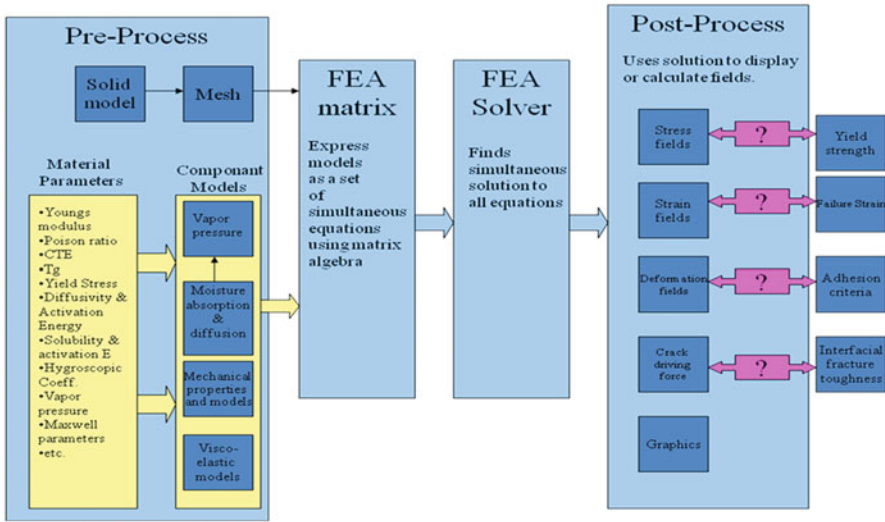 Pre-Process
Solid
model
Mesh
Material
Parameters
•Youngs
modulus
•Poison ratio
•CTE
•Tg
•Yield Stress
•Diffusivity &
Activation
Energy
•Solubility &
activation E
•Hygroscopic
Coeff.
•Vapor
pressure
•Maxwell
parameters
•etc.
Componant
Models
Vapor
pressure
Moisture
absorption
&
diffusion
Mechanical
properties
and models
Visco-
elastic
models
FEA
matrix
Express
models
as a set
of
simultaneous
equations
using matrix
algebra
FEA
Solver
Finds
simultaneous
solution to
all equations
Post-Process
Uses solution to display
or calculate fields.
Stress
fields
?
Yield
strength
Strain
fields
?
Failure Strain
Deformation
fields
?
Adhesion
criteria
Crack
driving
force
?
Interfacial
fracture
toughness
Graphics